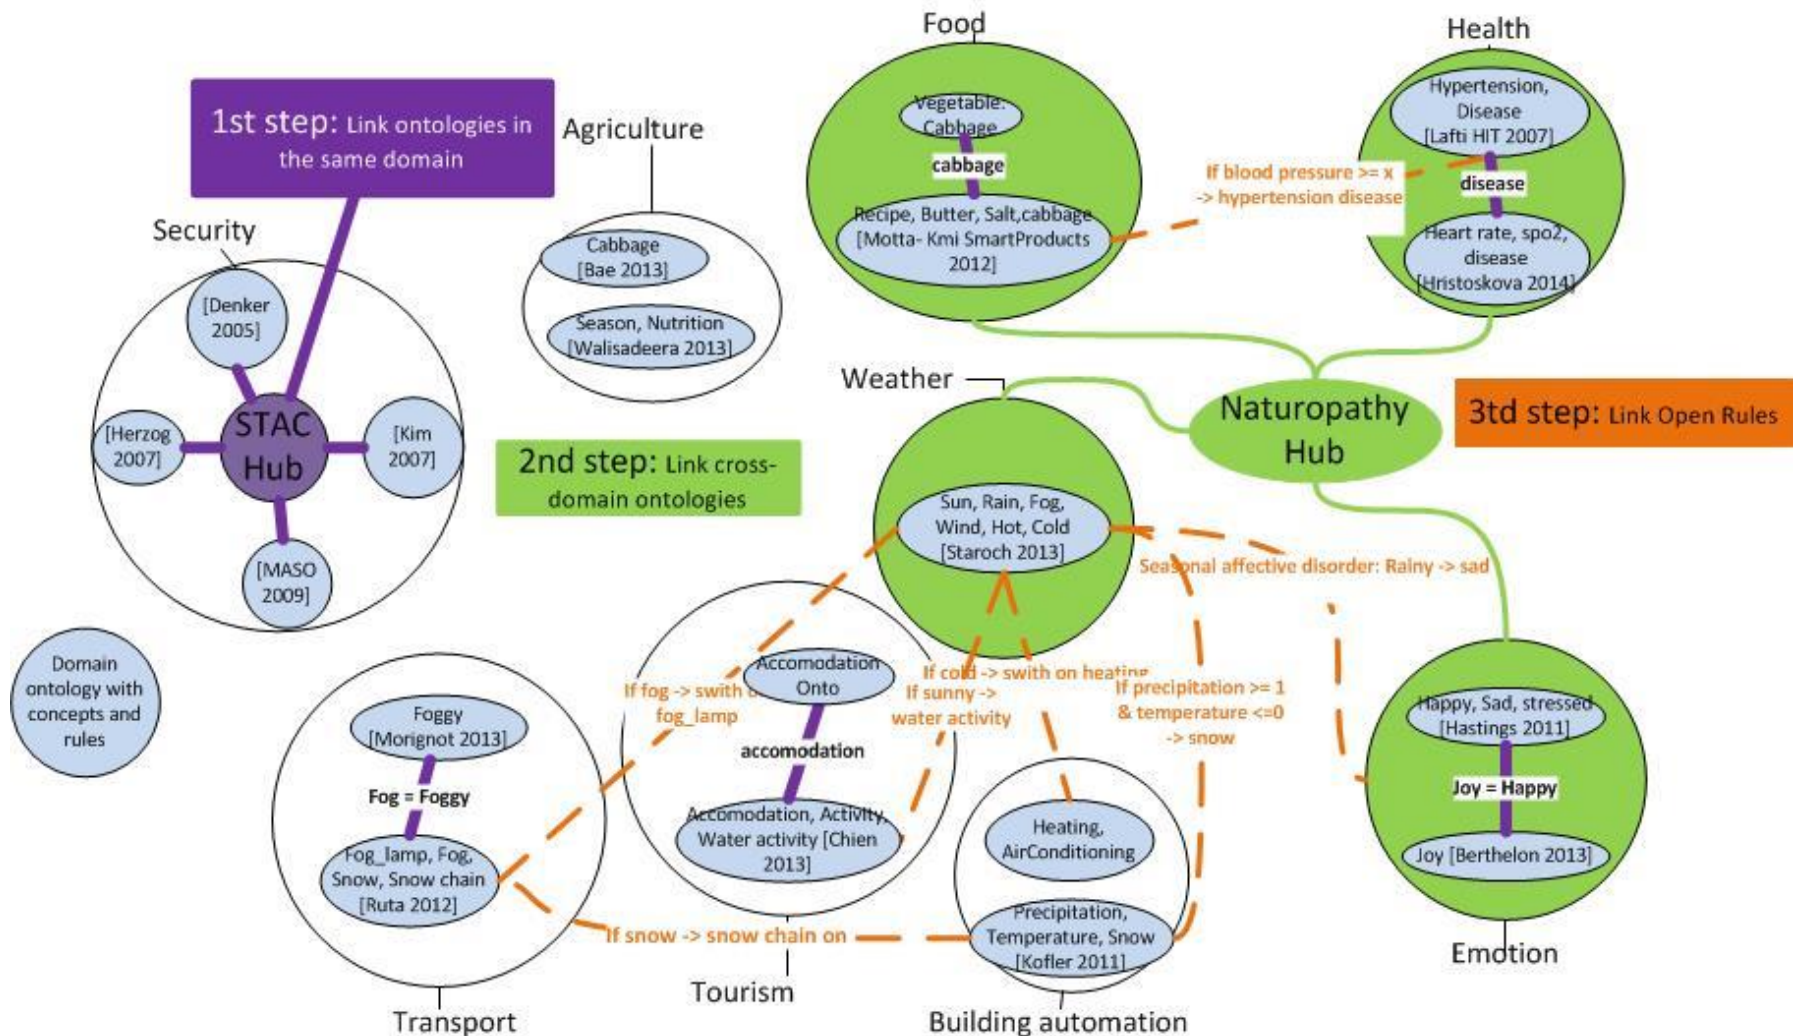 Food
Health
1st step: Link ontologies in
the same domain
Agriculture
Security
Vegetable:
Cabbage
cabbage
Recipe, Butter, Salt,cabbage
[Motta- Kmi SmartProducts
2012]
If blood pressure >= x
-> hypertension disease
Hypertension,
Disease
[Lafti HIT 2007]
disease
Heart rate, spo2,
disease
[Hristoskova 2014]
Cabbage
[Bae 2013]
Season, Nutrition
[Walisadeera 2013]
[Denker
2005]
[Herzog
2007]
STAC
Hub
[Kim
2007]
[MASO
2009]
2nd step: Link cross-
domain ontologies
Weather
Naturopathy
Hub
3td step: Link Open Rules
Sun, Rain, Fog,
Wind, Hot, Cold
[Staroch 2013]
Seasonal affective disorder: Rainy -> sad
Domain
ontology with
concepts and
rules
Foggy
[Morignot 2013]
Fog = Foggy
Fog_lamp, Fog,
Snow, Snow chain
[Ruta 2012]
If fog -> swith
fog_lamp
Accomodation
Onto
accomodation
Accomodation, Activity,
Water activity [Chien
2013]
If cold -> swith on heating
If sunny ->
water activity
If precipitation >= 1
& temperature <=0
-> snow
Heating,
AirConditioning
Precipitation,
Temperature, Snow
[Kofler 2011]
If snow -> snow chain on
Happy, Sad, stressed
[Hastings 2011]
Joy = Happy
Joy [Berthelon 2013]
Emotion
Tourism
Transport
Building automation